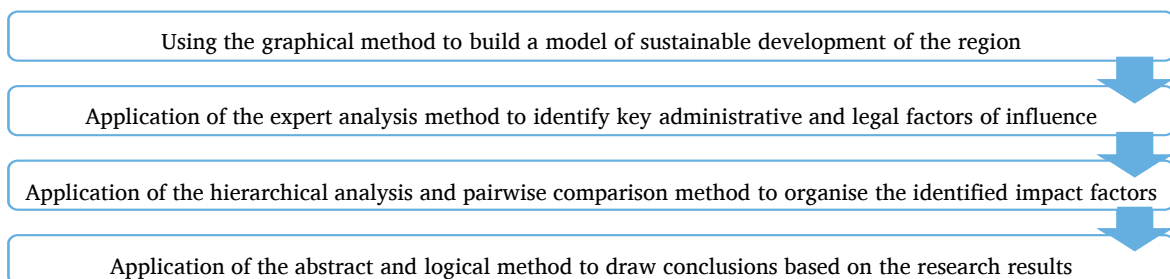 Using the graphical method to build a model of sustainable development of the region
Application of the expert analysis method to identify key administrative and legal factors of influence
Application of the hierarchical analysis and pairwise comparison method to organise the identified impact factors
Application of the abstract and logical method to draw conclusions based on the research results